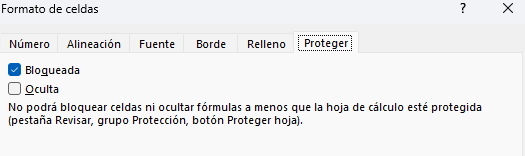 Formato de celdas ? ×
Número Alineación Fuente Borde Relleno Proteger
Bloqueada
Oculta
No podrá bloquear celdas ni ocultar fórmulas a menos que la hoja de cálculo esté protegida
(pestaña Revisar, grupo Protección, botón Proteger hoja).